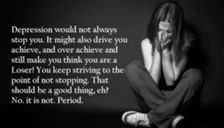 Depression would not always
stop you. It might also drive you
achieve, and over achieve and
still make you think you are a
Loser! You keep striving to the
point of not stopping. That
should be a good thing, eh?
No. it is not. Period.